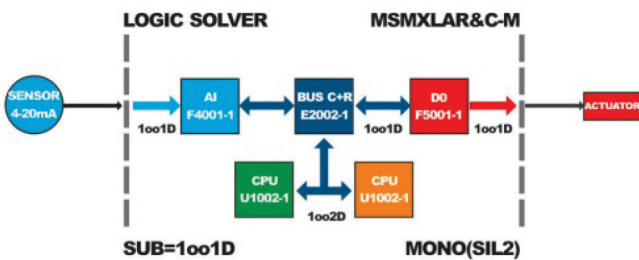 LOGIC SOLVER
MSMXLAR&C-M
SENSOR
4-20mA
AI
F4001-1
BUS C+R
E2002-1
D0
F5001-1
ACTUATOR
1oo1D
1oo1D
1oo1D
CPU
U1002-1
CPU
U1002-1
1oo2D
SUB=1oo1D
MONO(SIL2)